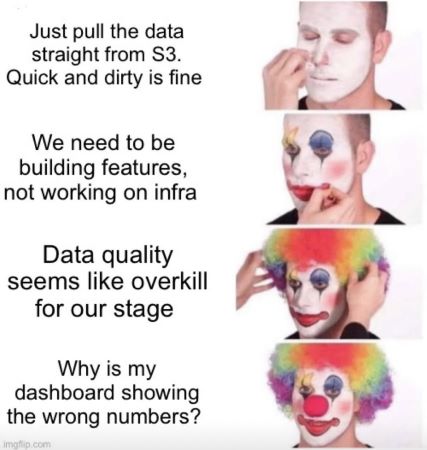 Just pull the data
straight from S3.
Quick and dirty is fine
We need to be
building features,
not working on infra
Data quality
seems like overkill
for our stage
Why is my
dashboard showing
the wrong numbers?
imgflip.com